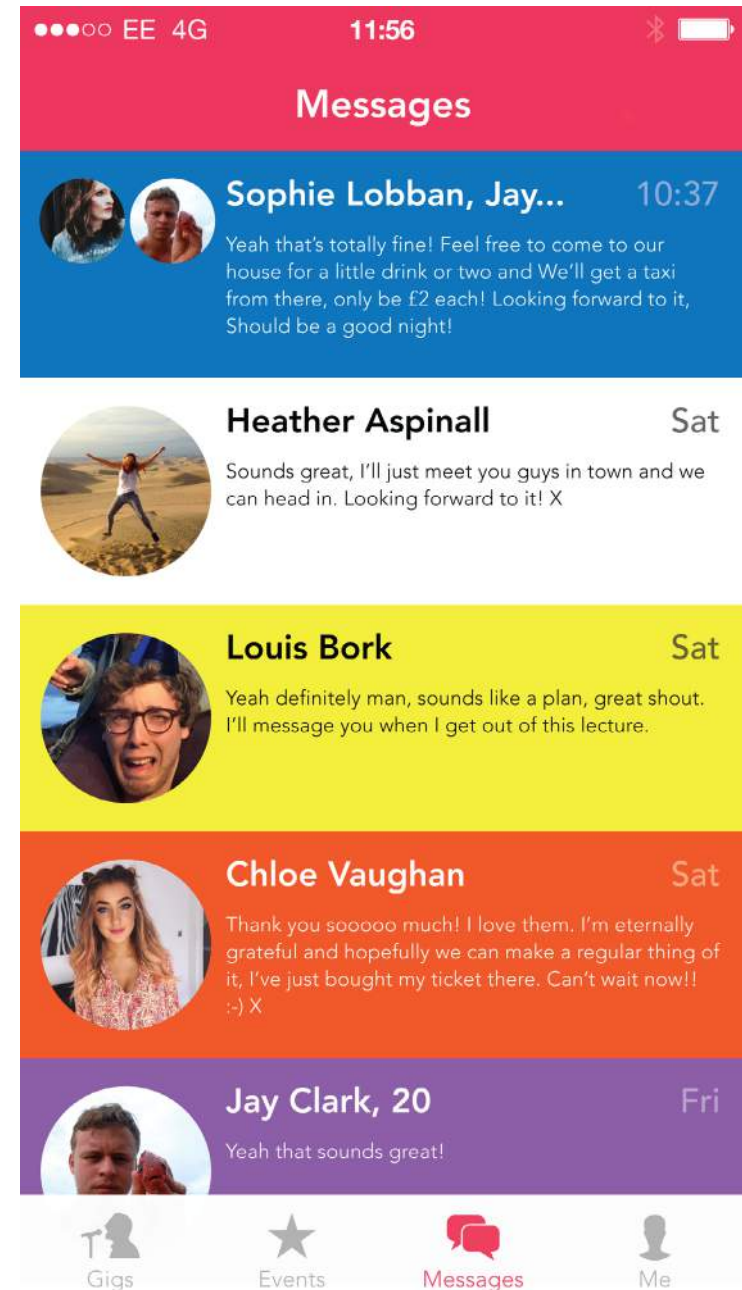 EE 4G 11:56
Messages
Sophie Lobban, Jay... 10:37
Yeah that's totally fine! Feel free to come to our
house for a little drink or two and We'll get a taxi
from there, only be £2 each! Looking forward to it,
Should be a good night!
Heather Aspinall Sat
Sounds great, I'll just meet you guys in town and we
can head in. Looking forward to it! X
Louis Bork Sat
Yeah definitely man, sounds like a plan, great shout.
I'll message you when I get out of this lecture.
Chloe Vaughan Sat
Thank you sooooo much! I love them. I'm eternally
grateful and hopefully we can make a regular thing of
it, I've just bought my ticket there. Can't wait now!!
:-) X
Jay Clark, 20 Fri
Yeah that sounds great!
Gigs Events Messages Me